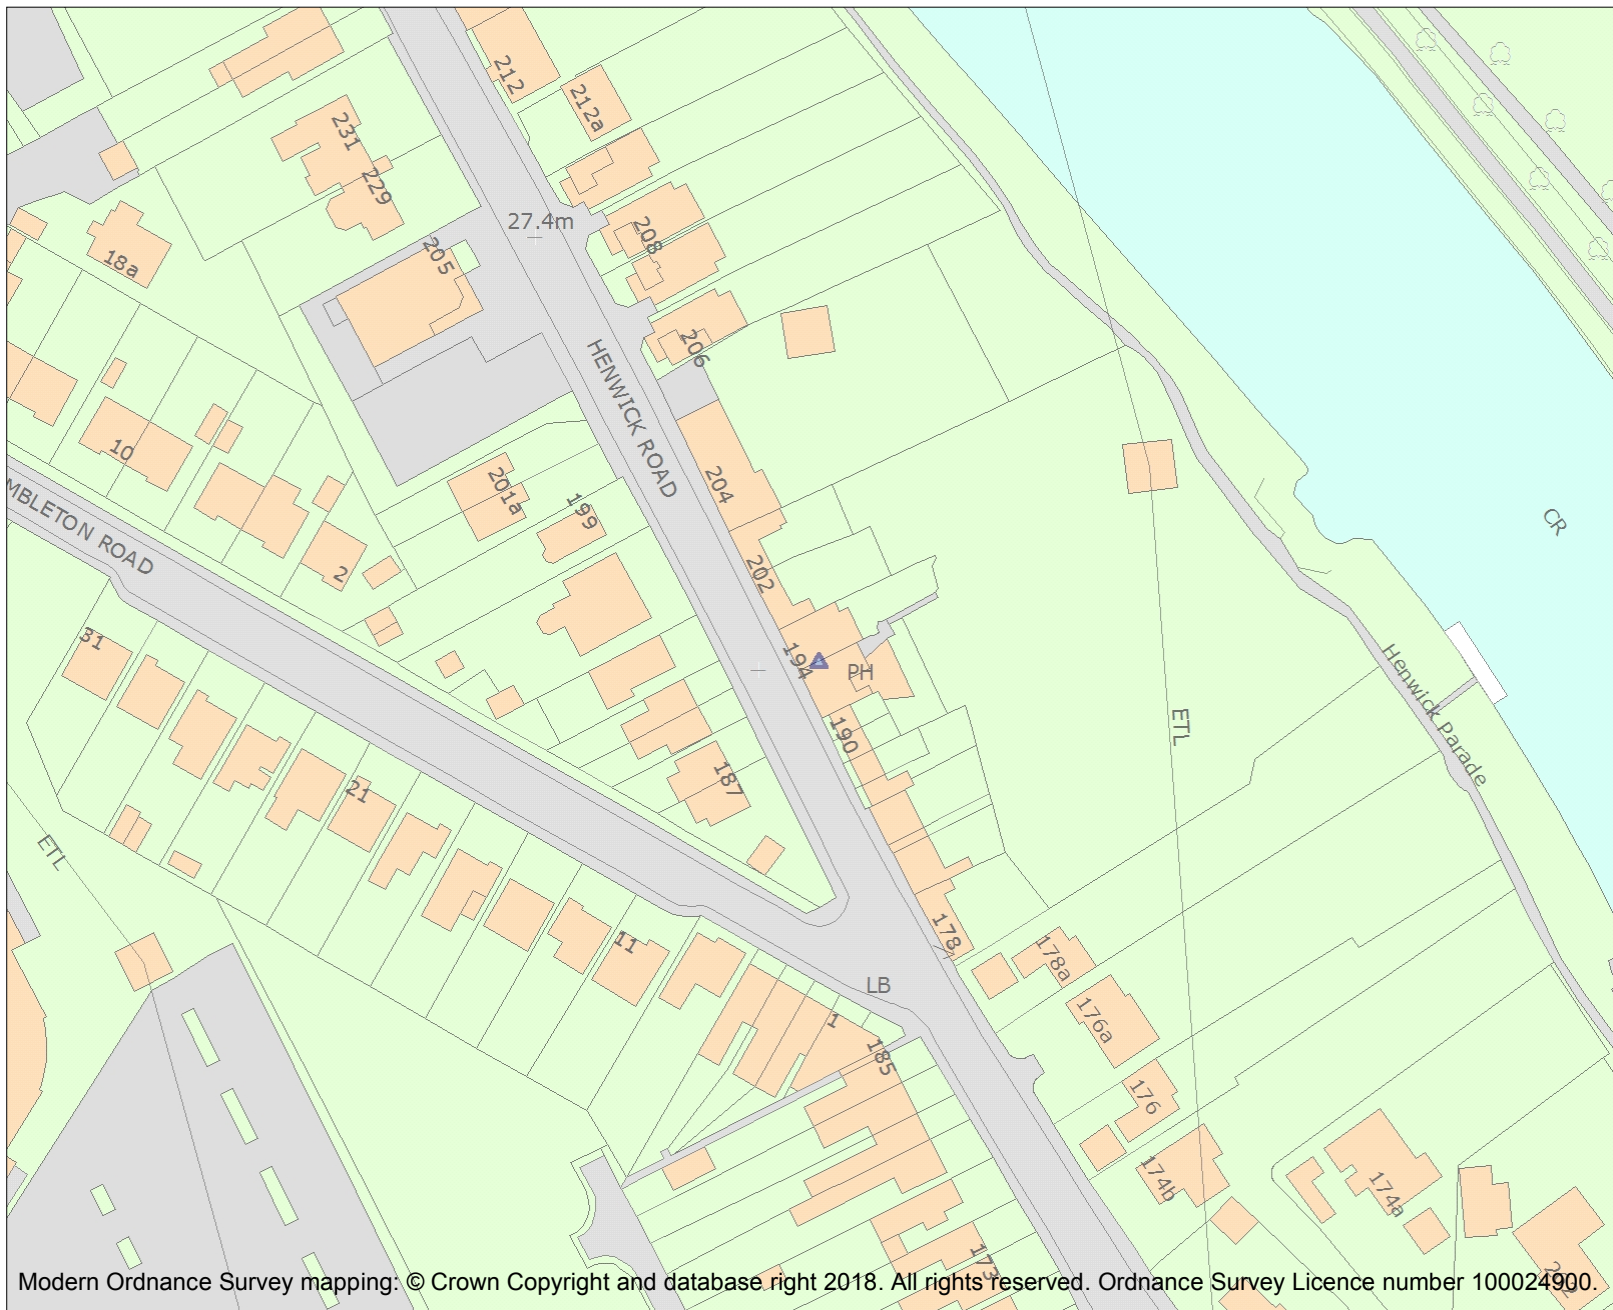 212
212a
231
229
27.4m
208
205
18a
206
HENWICK ROAD
10
204
201a
199
CR
MBLETON ROAD
2
202
31
194
PH
Henwick Parade
ETL
190
187
21
ETL
178
11
178a
LB
1
176a
185
176
174b
174a
173
Modern Ordnance Survey mapping: © Crown Copyright and database right 2018. All rights reserved. Ordnance Survey Licence number 100024900.